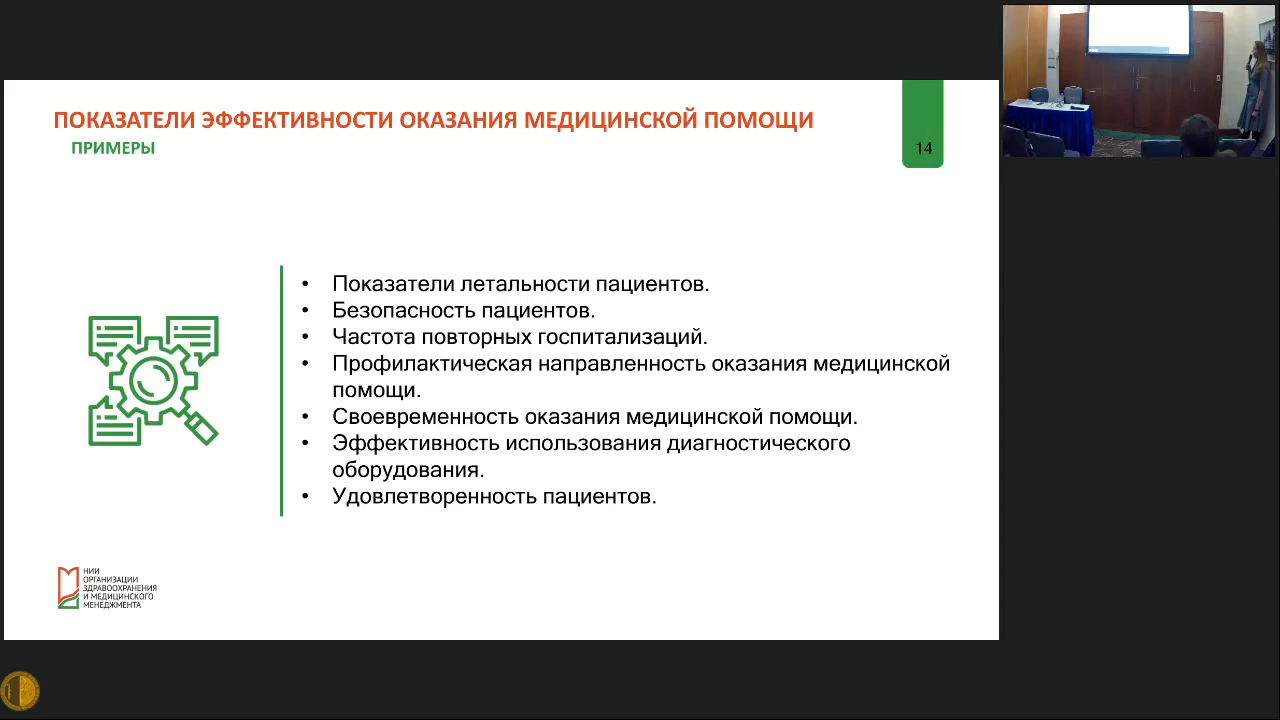 ПОКАЗАТЕЛИ ЭФФЕКТИВНОСТИ ОКАЗАНИЯ МЕДИЦИНСКОЙ ПОМОЩИ
ПРИМЕРЫ
14
• Показатели летальности пациентов.
• Безопасность пациентов.
• Частота повторных госпитализаций.
• Профилактическая направленность оказания медицинской
помощи.
• Своевременность оказания медицинской помощи.
• Эффективность использования диагностического
оборудования.
• Удовлетворенность пациентов.
НИИ
ОРГАНИЗАЦИИ
ЗДРАВООХРАНЕНИЯ
И МЕДИЦИНСКОГО
МЕНЕДЖМЕНТА